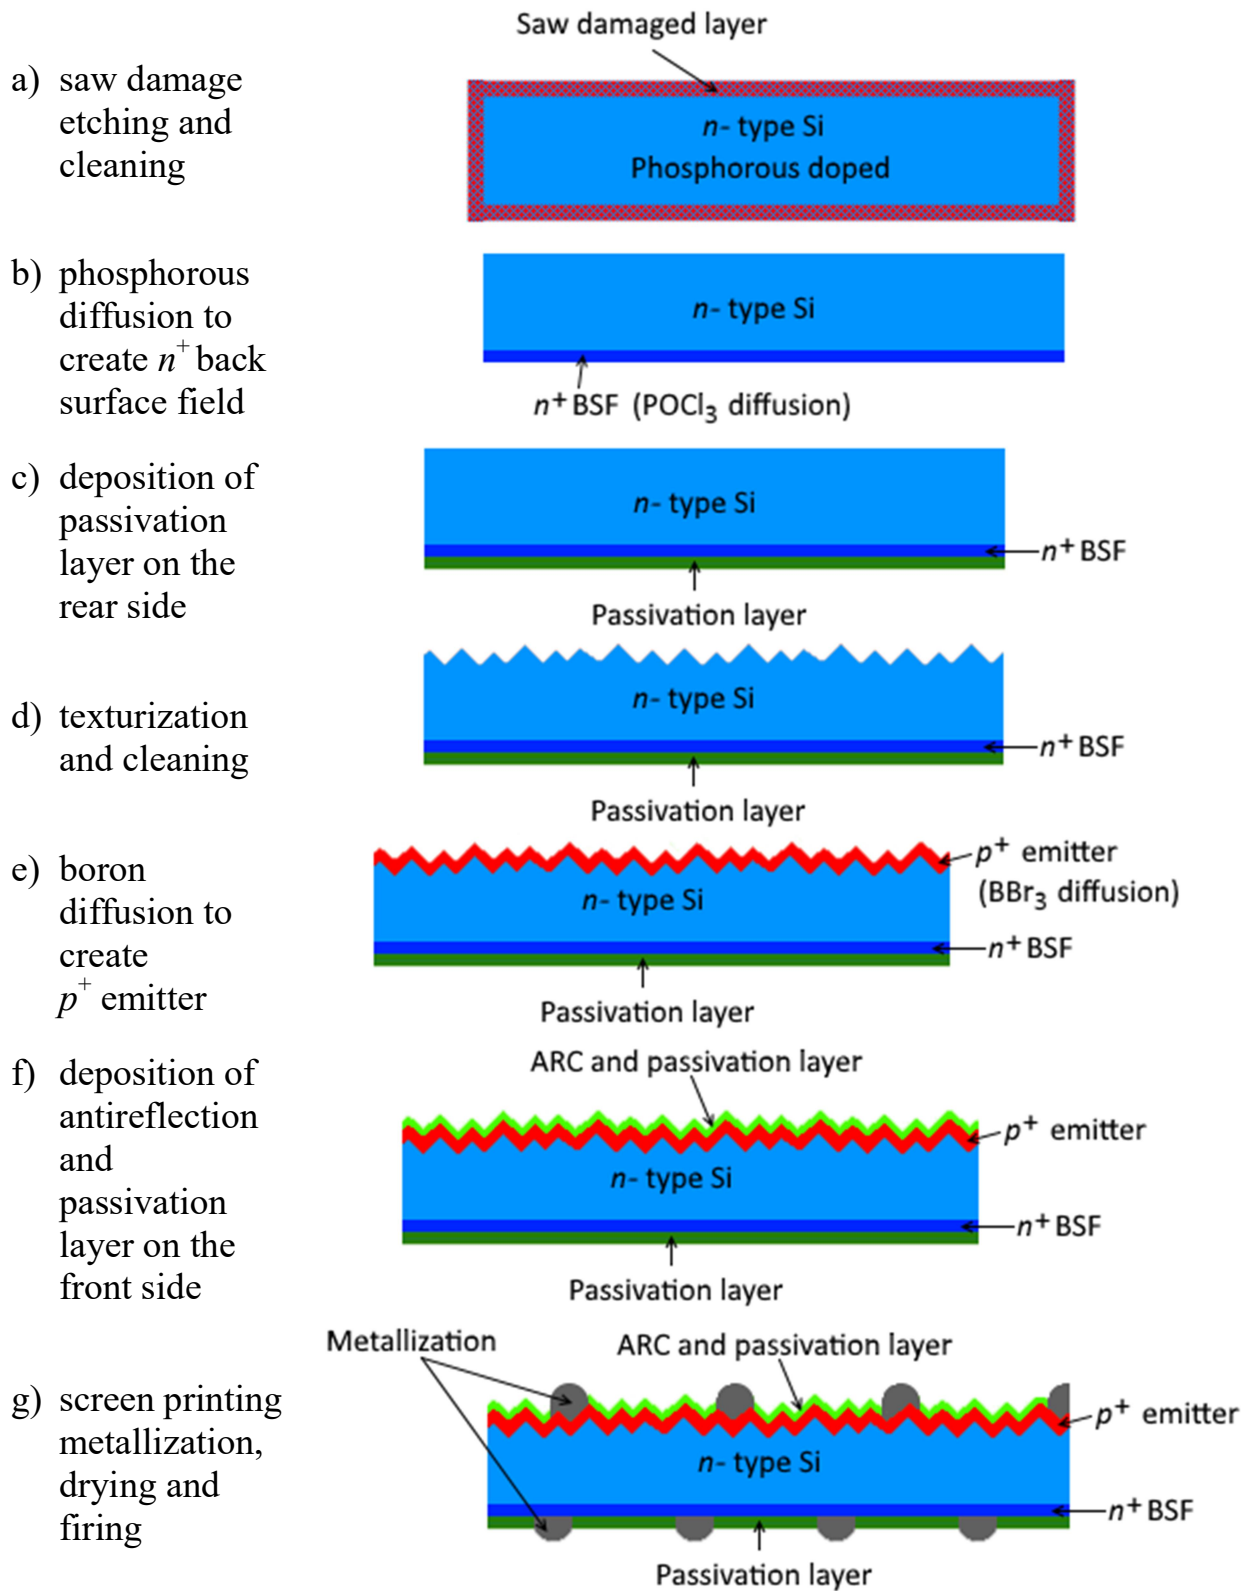 Saw damaged layer
a) saw damage
etching and
cleaning
n- type Si
Phosphorous doped
b) phosphorous
diffusion to
create n+ back
surface field
n- type Si
n+ BSF (POCl3 diffusion)
c) deposition of
passivation
layer on the
rear side
n- type Si
n+ BSF
Passivation layer
d) texturization
and cleaning
n- type Si
n+ BSF
Passivation layer
e) boron
diffusion to
create
p+ emitter
p+ emitter
(BBr3 diffusion)
n- type Si
n+ BSF
Passivation layer
f) deposition of
antireflection
and
passivation
layer on the
front side
ARC and passivation layer
p+ emitter
n- type Si
n+ BSF
Passivation layer
g) screen printing
metallization,
drying and
firing
Metallization
ARC and passivation layer
p+ emitter
n- type Si
n+ BSF
Passivation layer